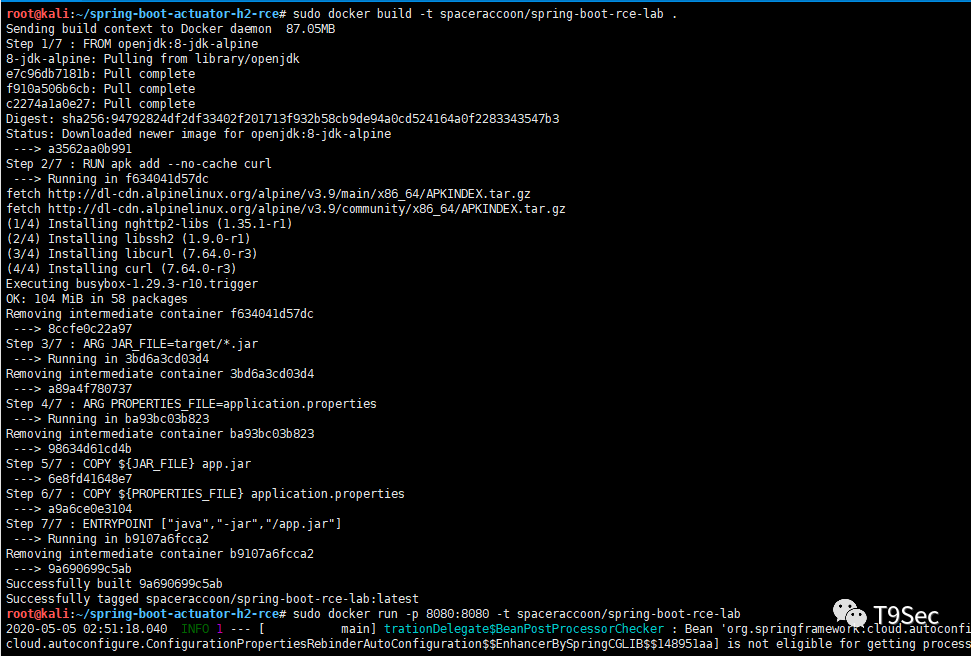 root@kali:~/spring-boot-actuator-h2-rce# sudo docker build -t spaceraccoon/spring-boot-rce-lab .
Sending build context to Docker daemon  87.05MB
Step 1/7 : FROM openjdk:8-jdk-alpine
8-jdk-alpine: Pulling from library/openjdk
e7c96db7181b: Pull complete
f910a506b6cb: Pull complete
c2274a1a0e27: Pull complete
Digest: sha256:94792824df2df33402f201713f932b58cb9de94a0cd524164a0f2283343547b3
Status: Downloaded newer image for openjdk:8-jdk-alpine
 ---> a3562aa0b991
Step 2/7 : RUN apk add --no-cache curl
 ---> Running in f634041d57dc
fetch http://dl-cdn.alpinelinux.org/alpine/v3.9/main/x86_64/APKINDEX.tar.gz
fetch http://dl-cdn.alpinelinux.org/alpine/v3.9/community/x86_64/APKINDEX.tar.gz
(1/4) Installing nghttp2-libs (1.35.1-r1)
(2/4) Installing libssh2 (1.9.0-r1)
(3/4) Installing libcurl (7.64.0-r3)
(4/4) Installing curl (7.64.0-r3)
Executing busybox-1.29.3-r10.trigger
OK: 104 MiB in 58 packages
Removing intermediate container f634041d57dc
 ---> 8ccfe0c22a97
Step 3/7 : ARG JAR_FILE=target/*.jar
 ---> Running in 3bd6a3cd03d4
Removing intermediate container 3bd6a3cd03d4
 ---> a89a4f780737
Step 4/7 : ARG PROPERTIES_FILE=application.properties
 ---> Running in ba93bc03b823
Removing intermediate container ba93bc03b823
 ---> 98634d61cd4b
Step 5/7 : COPY ${JAR_FILE} app.jar
 ---> 6e8fd41648e7
Step 6/7 : COPY ${PROPERTIES_FILE} application.properties
 ---> a9a6ce0e3104
Step 7/7 : ENTRYPOINT ["java","-jar","/app.jar"]
 ---> Running in b9107a6fcca2
Removing intermediate container b9107a6fcca2
 ---> 9a690699c5ab
Successfully built 9a690699c5ab
Successfully tagged spaceraccoon/spring-boot-rce-lab:latest
root@kali:~/spring-boot-actuator-h2-rce# sudo docker run -p 8080:8080 -t spaceraccoon/spring-boot-rce-lab
T9Sec
2020-05-05 02:51:18.040  INFO 1 --- [           main] trationDelegate$BeanPostProcessorChecker : Bean 'org.springframework.cloud.autoconfi
cloud.autoconfigure.ConfigurationPropertiesRebinderAutoConfiguration$$EnhancerBySpringCGLIB$$148951aa] is not eligible for getting process